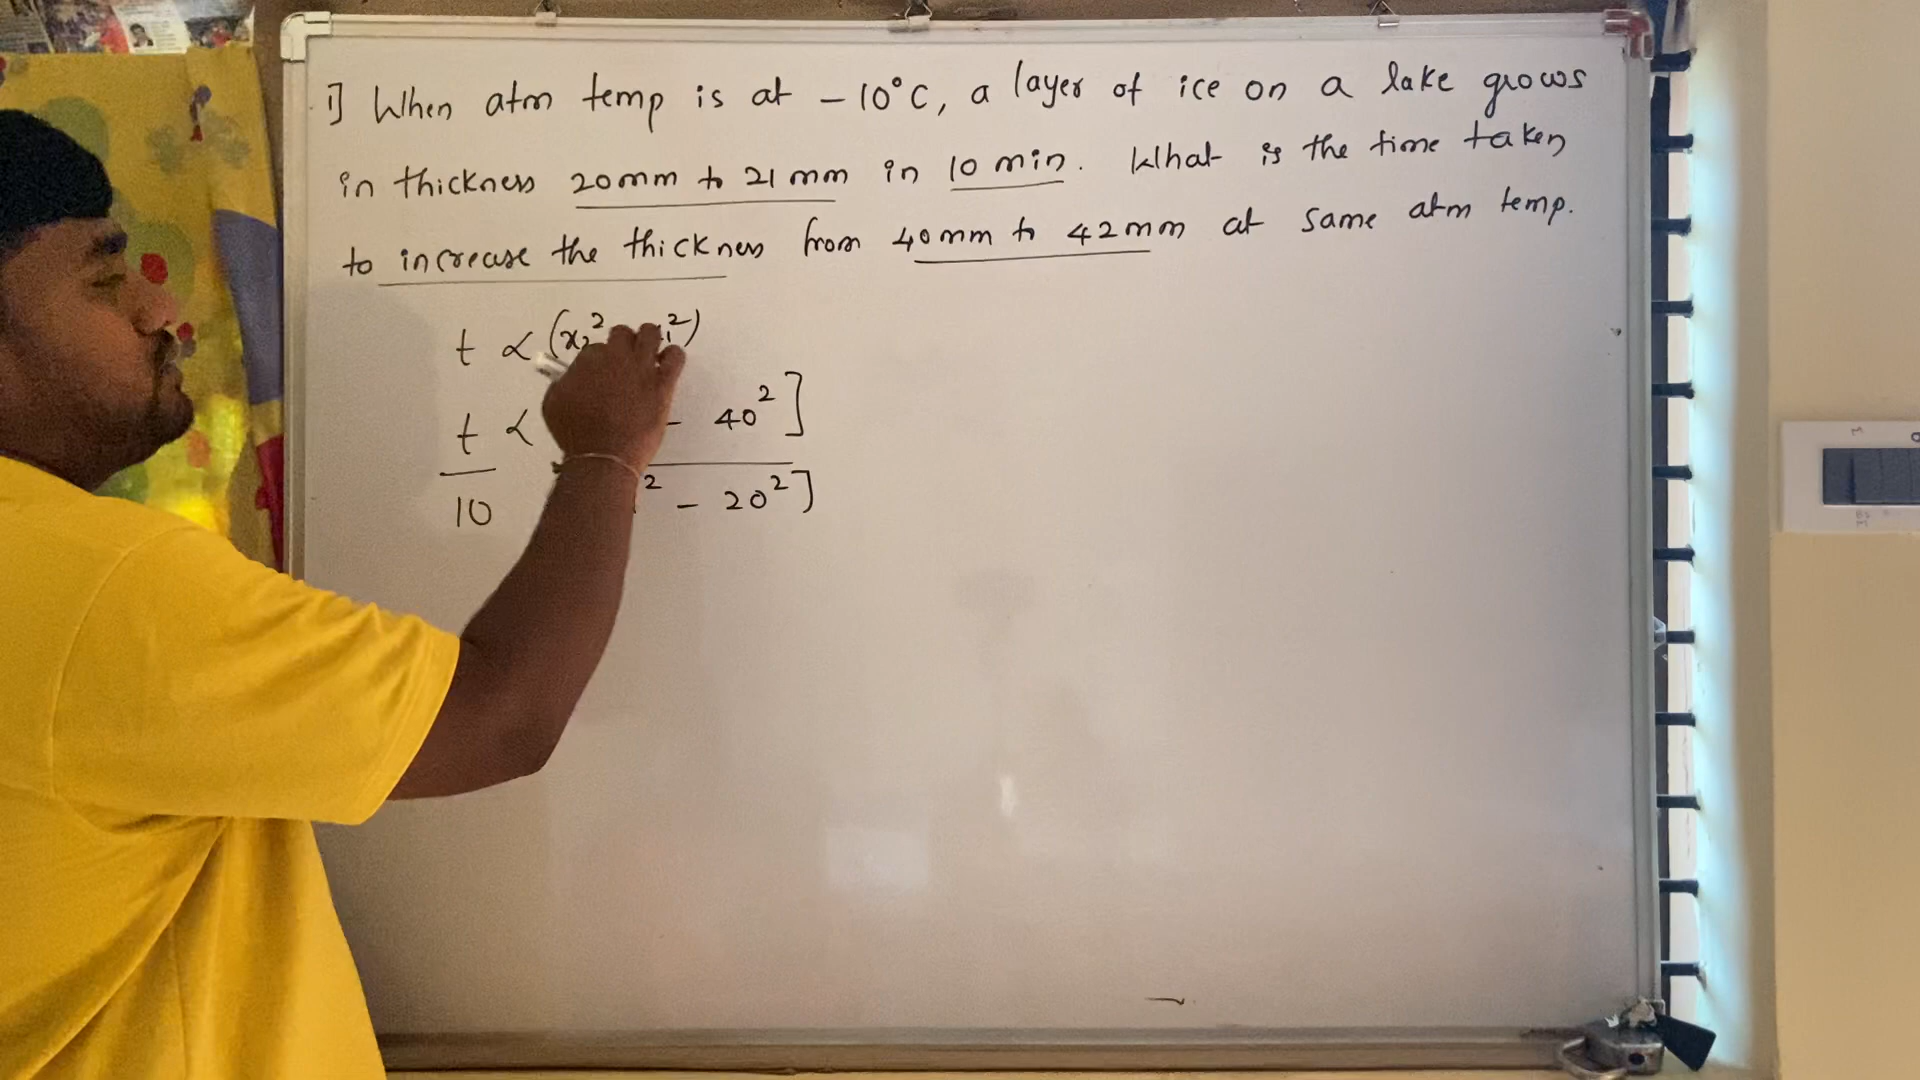 1] When atm temp is at – 10°C, a layer of ice on a lake grows
in thickness 20mm to 21mm in 10 min. What is the time taken
to increase the thickness from 40mm to 42mm at same atm temp.
t ∝ (x₂² ²)
t ∝ – 40²]
10 ² – 20²]